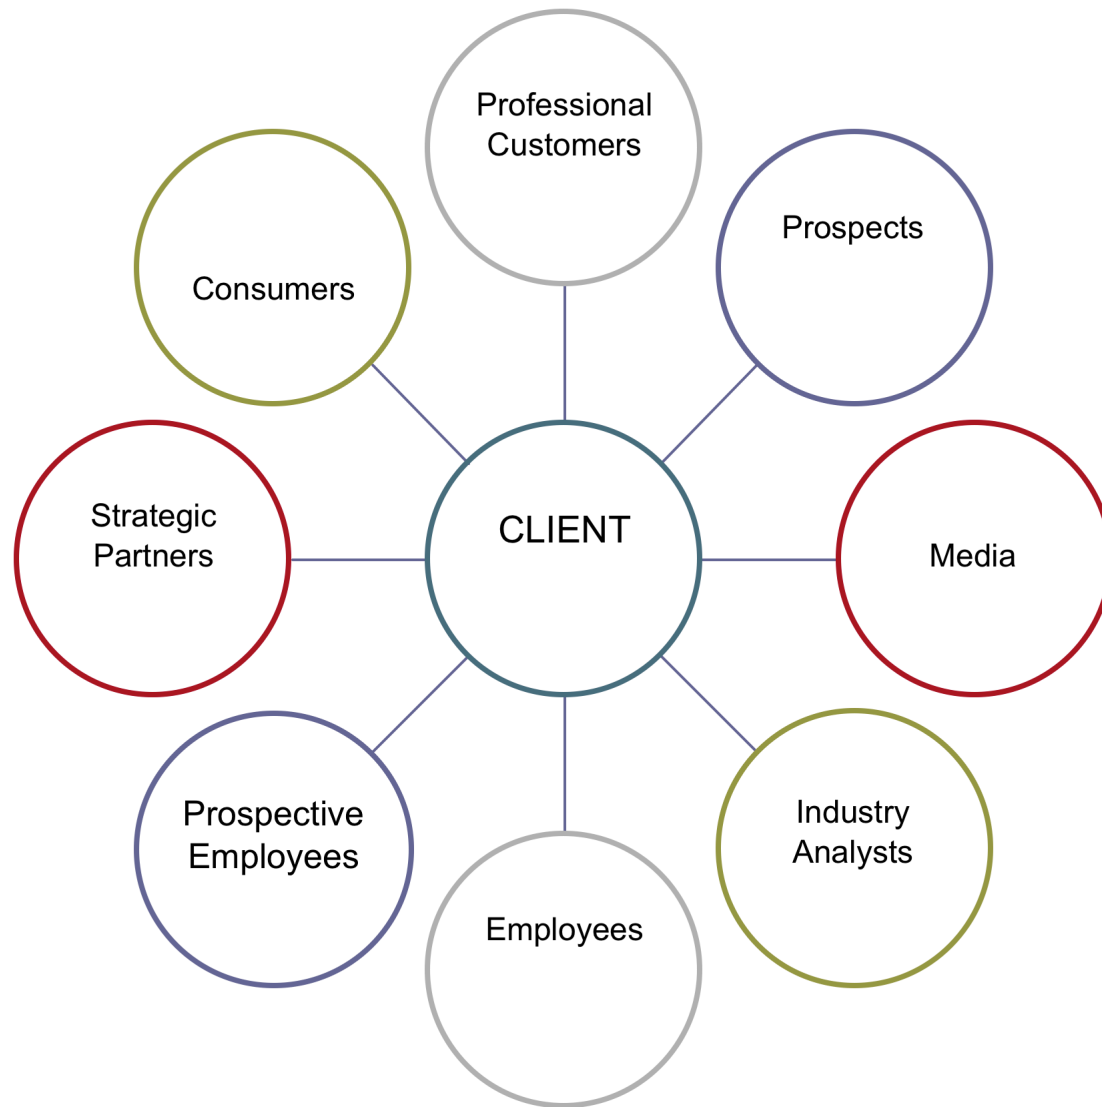 Professional
Customers
Prospects
Consumers
Strategic
Partners
CLIENT
Media
Prospective
Employees
Industry
Analysts
Employees